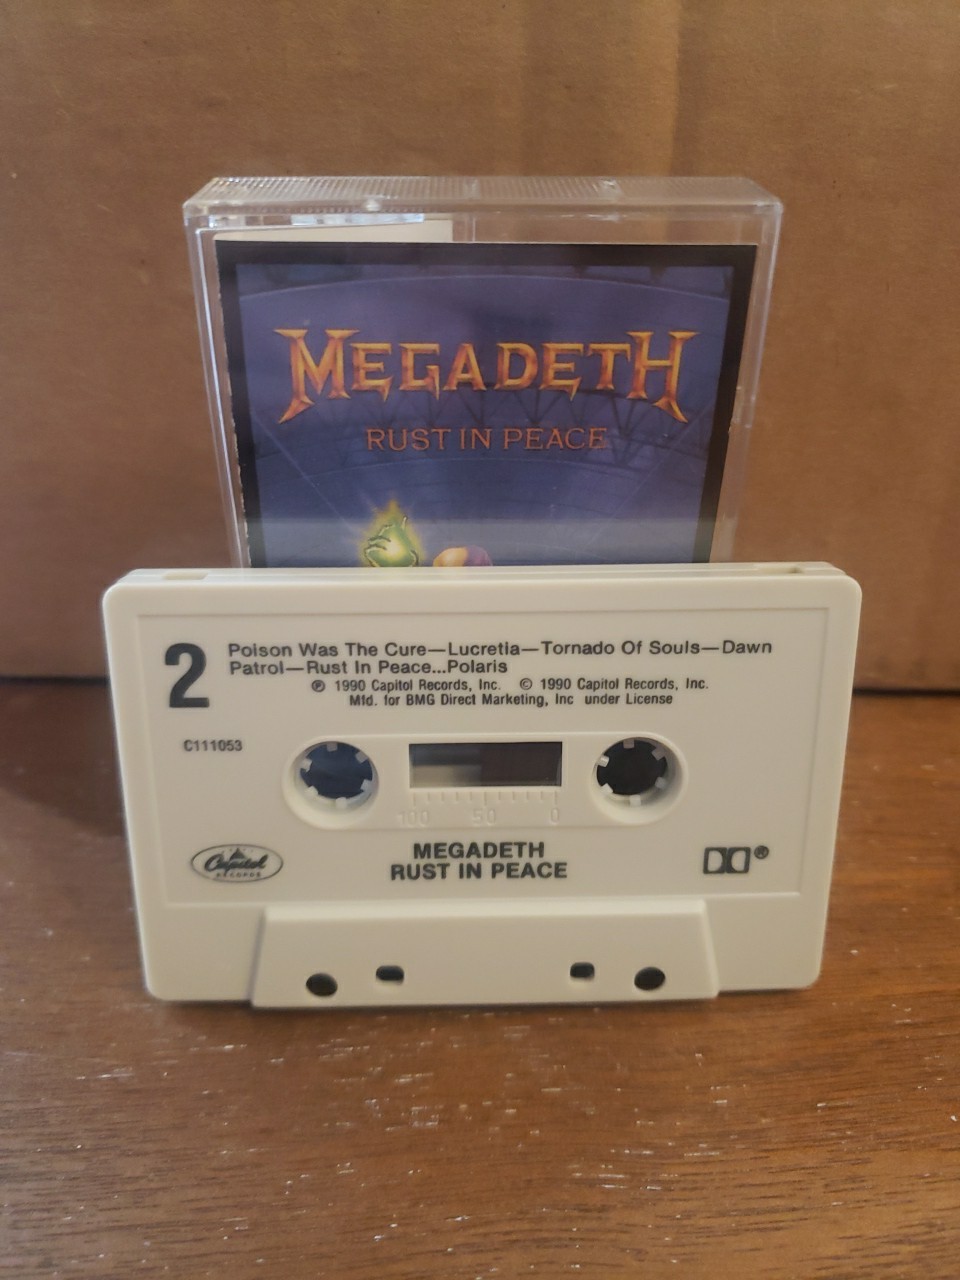 MEGADETH
RUST IN PEACE
2
Poison Was The Cure—Lucretia—Tornado Of Souls—Dawn
Patrol—Rust In Peace...Polaris
℗ 1990 Capitol Records, Inc. © 1990 Capitol Records, Inc.
Mfd. for BMG Direct Marketing, Inc under License
C111053
100 50 0
Capitol
RECORDS
MEGADETH
RUST IN PEACE
®